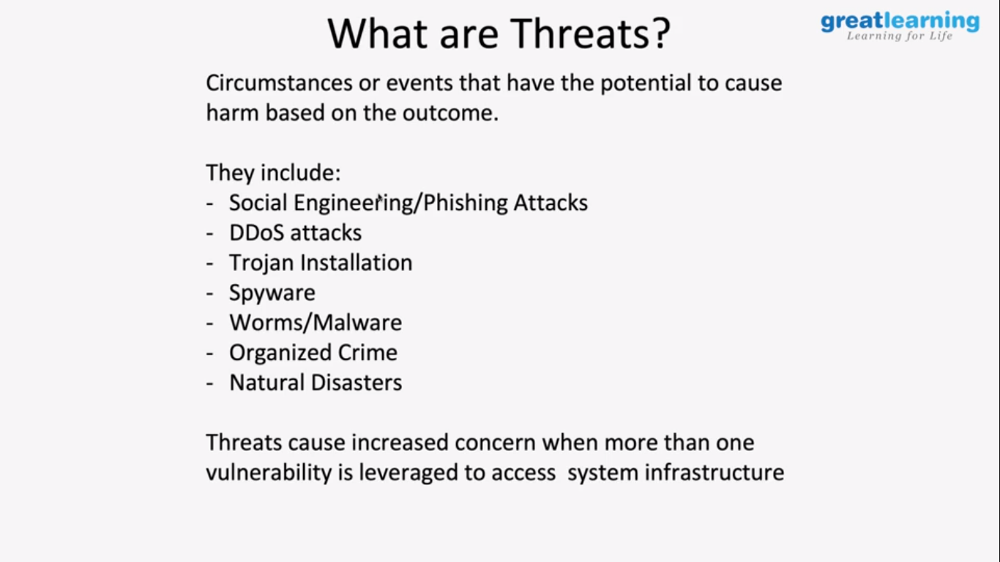 What are Threats?
greatlearning
Learning for Life
Circumstances or events that have the potential to cause
harm based on the outcome.
They include:
- Social Engineering/Phishing Attacks
- DDoS attacks
- Trojan Installation
- Spyware
- Worms/Malware
- Organized Crime
- Natural Disasters
Threats cause increased concern when more than one
vulnerability is leveraged to access  system infrastructure